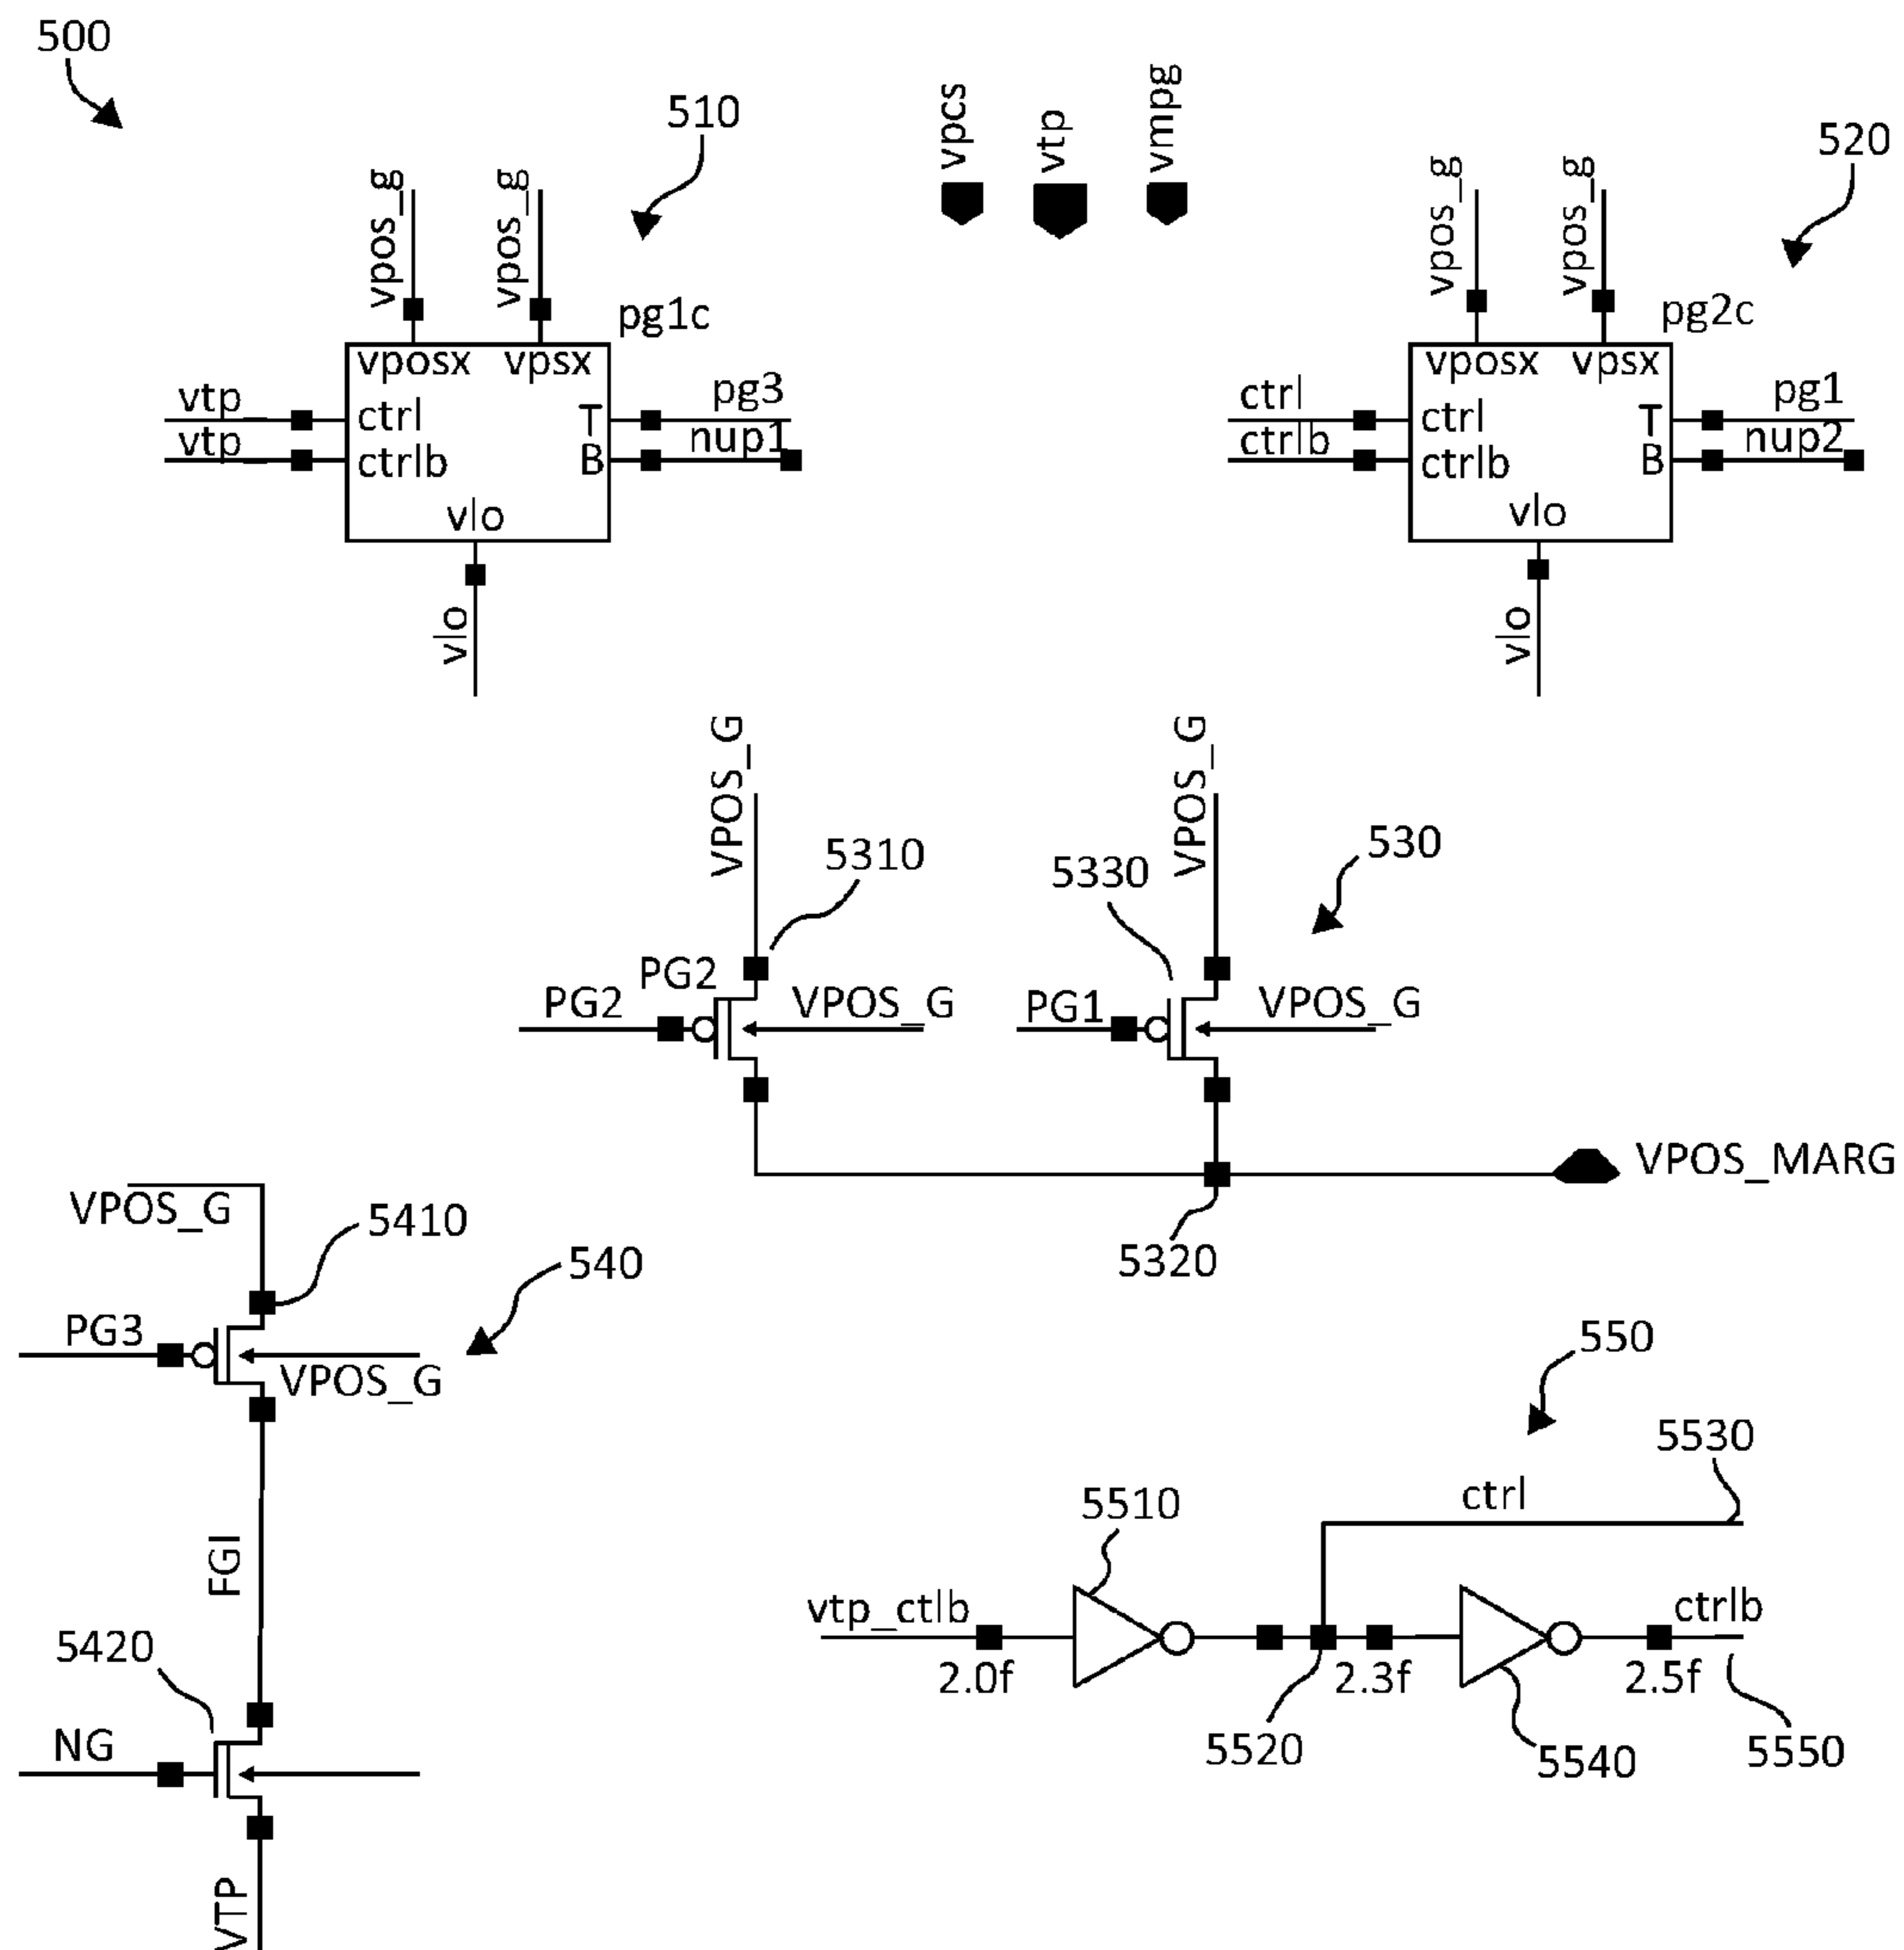 500
510
vpcs
vtp
vmpg
520
vpos_g
vpos_g
pg1c
vposx
vpsx
vtp
ctrl
T
pg3
vtp
ctrlb
B
nup1
vlo
vlo
vpos_g
vpos_g
pg2c
vposx
vpsx
ctrl
ctrl
T
pg1
ctrlb
ctrlb
B
nup2
vlo
vlo
VPOS_G
VPOS_G
5310
5330
530
PG2
PG2
VPOS_G
PG1
VPOS_G
VPOS_MARG
5320
VPOS_G
5410
540
PG3
VPOS_G
FGI
5420
NG
VTP
550
5530
ctrl
5510
vtp_ctlb
2.0f
2.3f
ctrlb
2.5f
5520
5540
5550